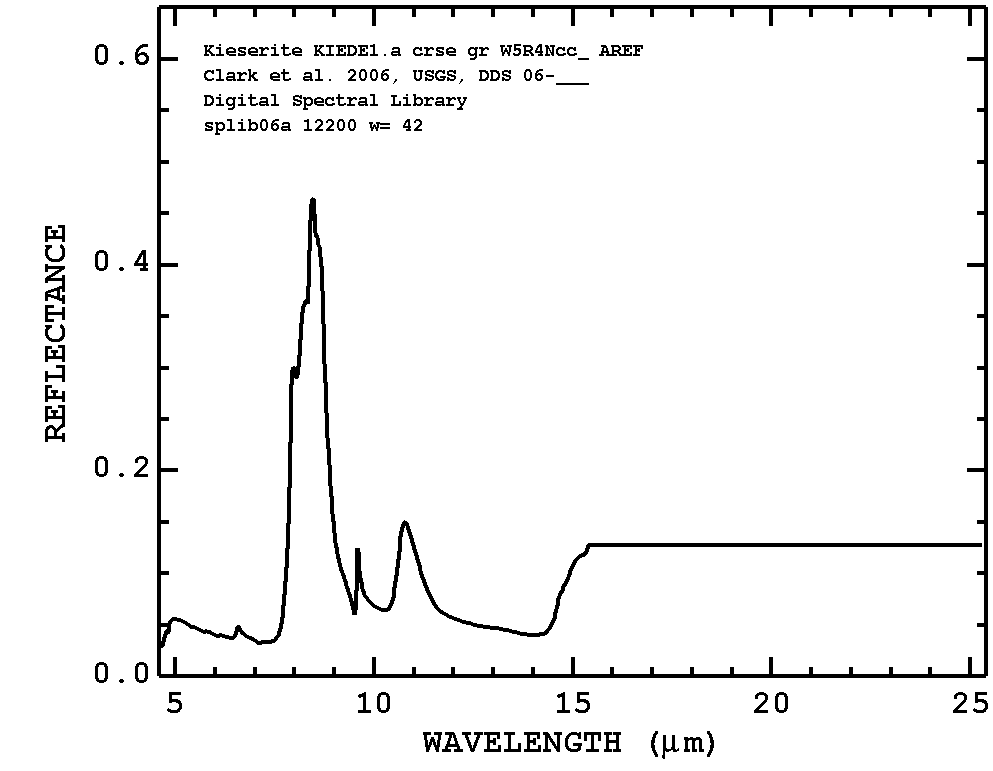 Kieserite KIEDE1.a crse gr W5R4Ncc_ AREF
Clark et al. 2006, USGS, DDS 06-___
Digital Spectral Library
splib06a 12200 w= 42
REFLECTANCE
0.6
0.4
0.2
0.0
5 10 15 20 25
WAVELENGTH (μm)